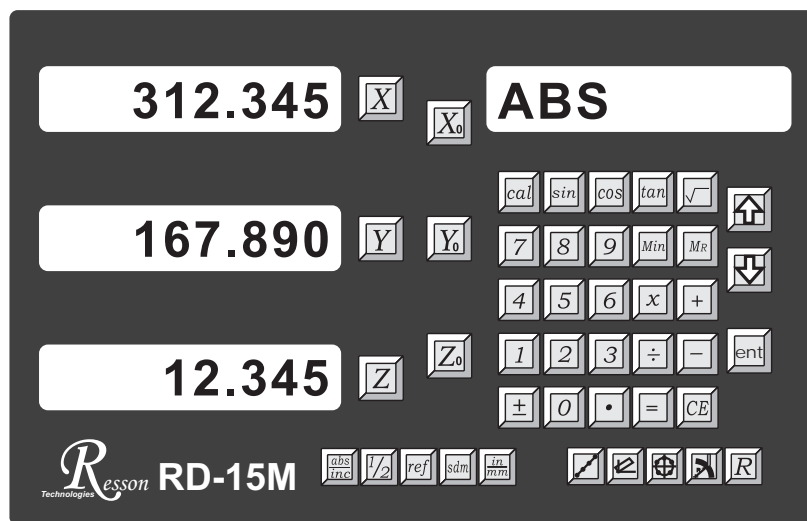 312.345 X X₀ ABS
cal sin cos tan √
167.890 Y Y₀ 7 8 9 Min MR
4 5 6 x +
12.345 Z Z₀ 1 2 3 ÷ − ent
± 0 • = CE
Resson Technologies RD-15M abs/inc 1/2 ref sdm in/mm R